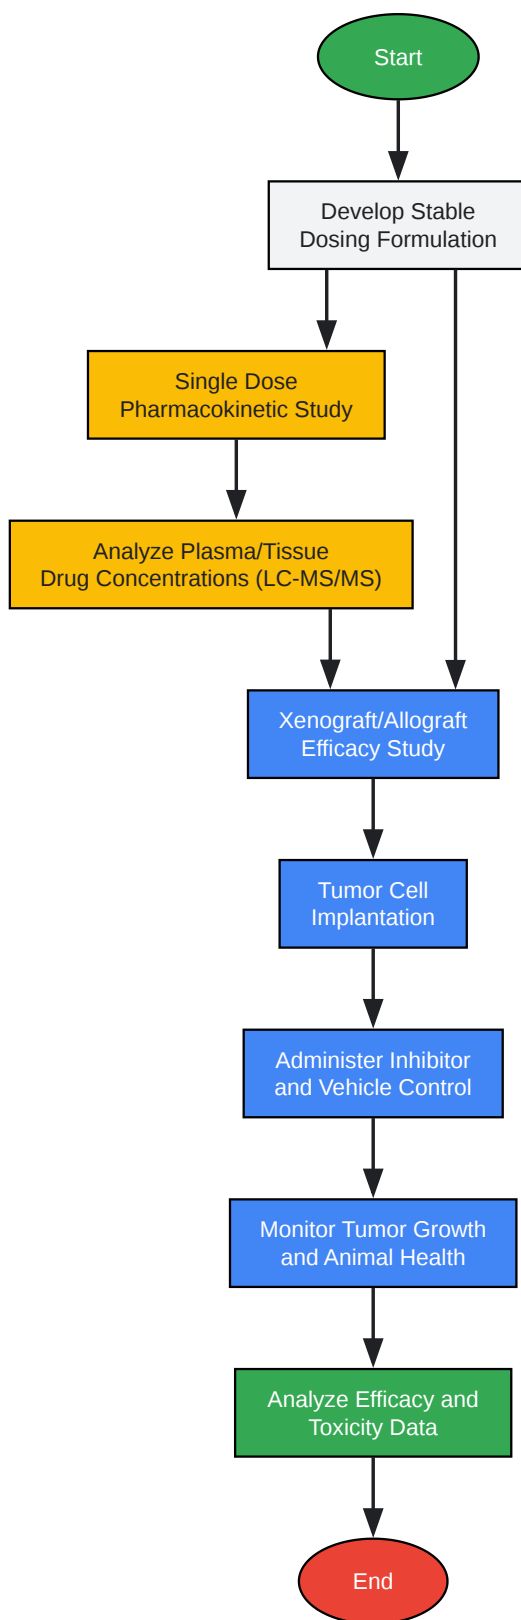 Start
Develop Stable
Dosing Formulation
Single Dose
Pharmacokinetic Study
Analyze Plasma/Tissue
Drug Concentrations (LC-MS/MS)
Xenograft/Allograft
Efficacy Study
Tumor Cell
Implantation
Administer Inhibitor
and Vehicle Control
Monitor Tumor Growth
and Animal Health
Analyze Efficacy and
Toxicity Data
End